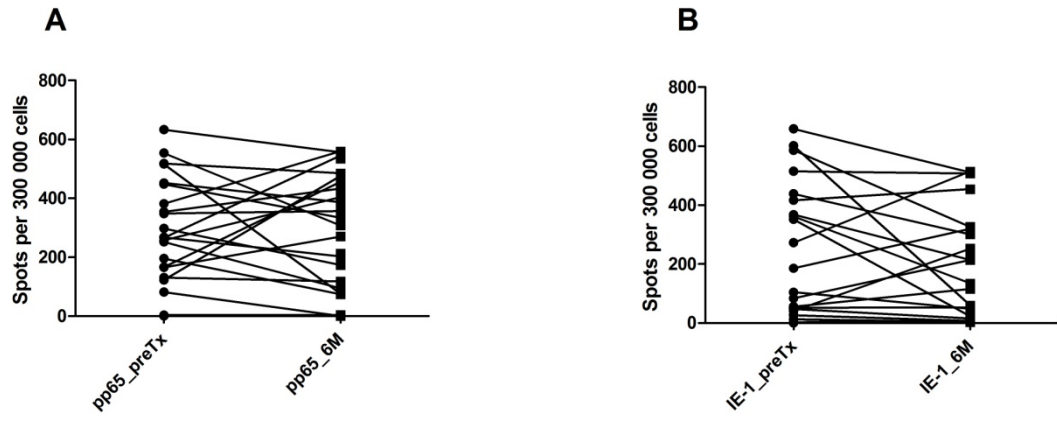 A
Spots per 300 000 cells
800
600
400
200
0
pp65_preTx
pp65_6M
B
Spots per 300 000 cells
800
600
400
200
0
IE-1_preTx
IE-1_6M